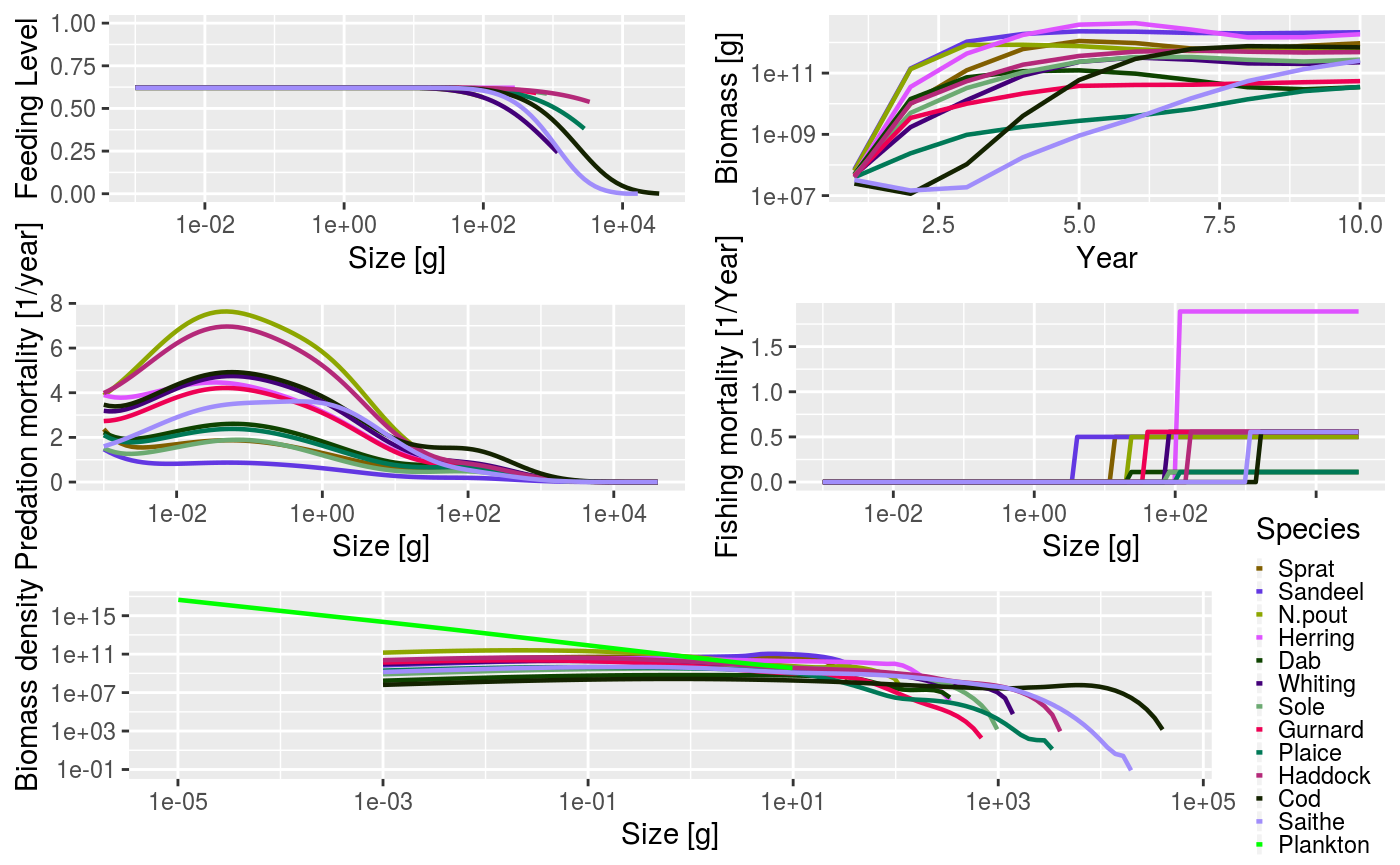 Feeding Level
1.00
0.75
0.50
0.25
0.00
1e-02 1e+00 1e+02 1e+04
Size [g]
Biomass [g]
1e+11
1e+09
1e+07
2.5 5.0 7.5 10.0
Year
Predation mortality [1/year]
8
6
4
2
0
1e-02 1e+00 1e+02 1e+04
Size [g]
Fishing mortality [1/Year]
1.5
1.0
0.5
0.0
1e-02 1e+00 1e+02
Size [g]
Biomass density
1e+15
1e+11
1e+07
1e+03
1e-01
1e-05 1e-03 1e-01 1e+01 1e+03 1e+05
Size [g]
Species
Sprat
Sandeel
N.pout
Herring
Dab
Whiting
Sole
Gurnard
Plaice
Haddock
Cod
Saithe
Plankton